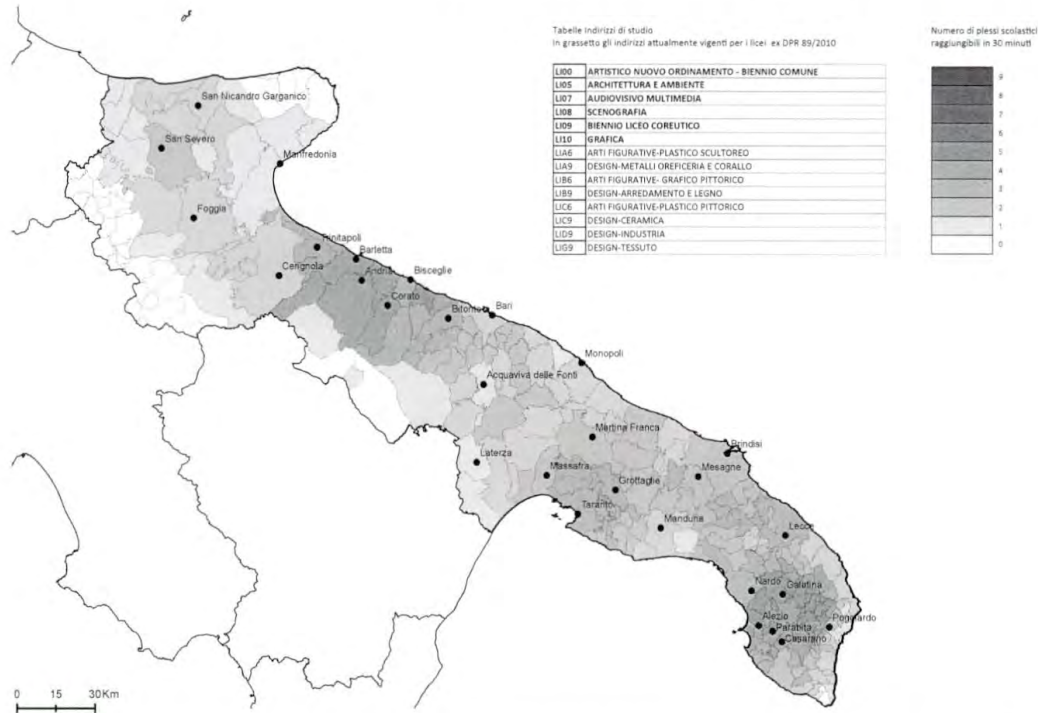 Tabelle Indirizzi di studio
In grassetto gli indirizzi attualmente vigenti per i licei ex DPR 89/2010
LI00 ARTISTICO NUOVO ORDINAMENTO - BIENNIO COMUNE
LI05 ARCHITETTURA E AMBIENTE
LI07 AUDIOVISIVO MULTIMEDIA
LI08 SCENOGRAFIA
LI09 BIENNIO LICEO COREUTICO
LI10 GRAFICA
LIA6 ARTI FIGURATIVE-PLASTICO SCULTOREO
LIA9 DESIGN-METALLI OREFICERIA E CORALLO
LIB6 ARTI FIGURATIVE- GRAFICO PITTORICO
LIB9 DESIGN-ARREDAMENTO E LEGNO
LIC6 ARTI FIGURATIVE-PLASTICO PITTORICO
LIC9 DESIGN-CERAMICA
LID9 DESIGN-INDUSTRIA
LIG9 DESIGN-TESSUTO
Numero di plessi scolastici
raggiungibili in 30 minuti
9
8
7
6
5
4
3
2
1
0
San Nicandro Garganico
San Severo
Manfredonia
Foggia
Trinitapoli
Barletta
Cerignola
Andria
Bisceglie
Corato
Bitonto
Bari
Monopoli
Acquaviva delle Fonti
Martina Franca
Brindisi
Laterza
Massafra
Mesagne
Grottaglie
Taranto
Manduria
Lecce
Nardò
Galatina
Alezio
Poggiardo
Parabita
Casarano
0 15 30Km